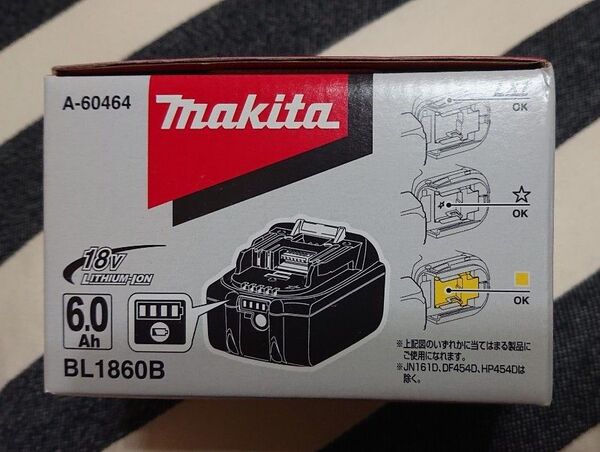 A-60464
makita
LXT
OK
☆
OK
OK
18V
LITHIUM-ION
6.0
Ah
BL1860B
※上記図のいずれかに当てはまる製品に
ご使用になれます。
※JN161D、DF454D、HP454Dは
除く。